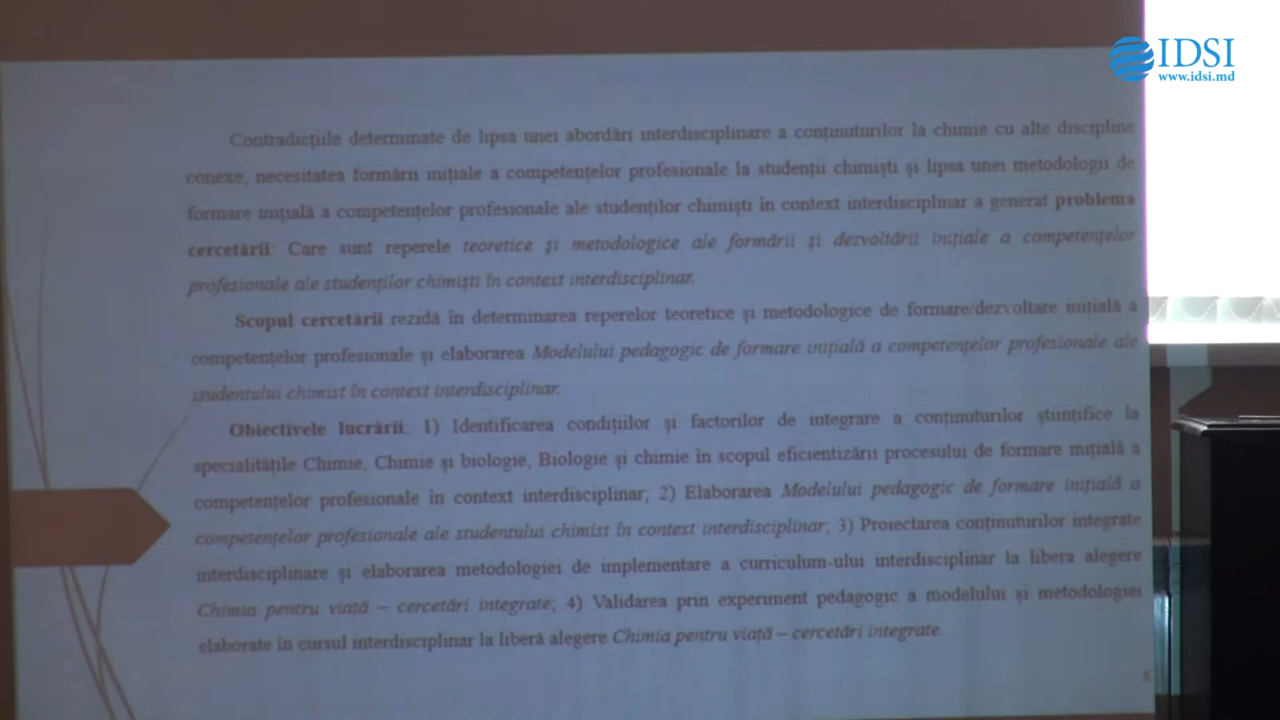 IDSI
www.idsi.md
Contradicțiile determinate de lipsa unei abordări interdisciplinare a conținuturilor la chimie cu alte discipline
conexe, necesitatea formării inițiale a competențelor profesionale la studenții chimiști și lipsa unei metodologii de
formare inițială a competențelor profesionale ale studenților chimiști în context interdisciplinar a generat problema
cercetării: Care sunt reperele teoretice și metodologice ale formării și dezvoltării inițiale a competențelor
profesionale ale studenților chimiști în context interdisciplinar.
Scopul cercetării rezidă în determinarea reperelor teoretice și metodologice de formare/dezvoltare inițială a
competențelor profesionale și elaborarea Modelului pedagogic de formare inițială a competențelor profesionale ale
studentului chimist în context interdisciplinar.
Obiectivele lucrării: 1) Identificarea condițiilor și factorilor de integrare a conținuturilor științifice la
specialitățile Chimie, Chimie și biologie, Biologie și chimie în scopul eficientizării procesului de formare inițială a
competențelor profesionale în context interdisciplinar; 2) Elaborarea Modelului pedagogic de formare inițială a
competențelor profesionale ale studentului chimist în context interdisciplinar; 3) Proiectarea conținuturilor integrate
interdisciplinare și elaborarea metodologiei de implementare a curriculum-ului interdisciplinar la libera alegere
Chimia pentru viață – cercetări integrate; 4) Validarea prin experiment pedagogic a modelului și metodologiei
elaborate în cursul interdisciplinar la liberă alegere Chimia pentru viață – cercetări integrate.